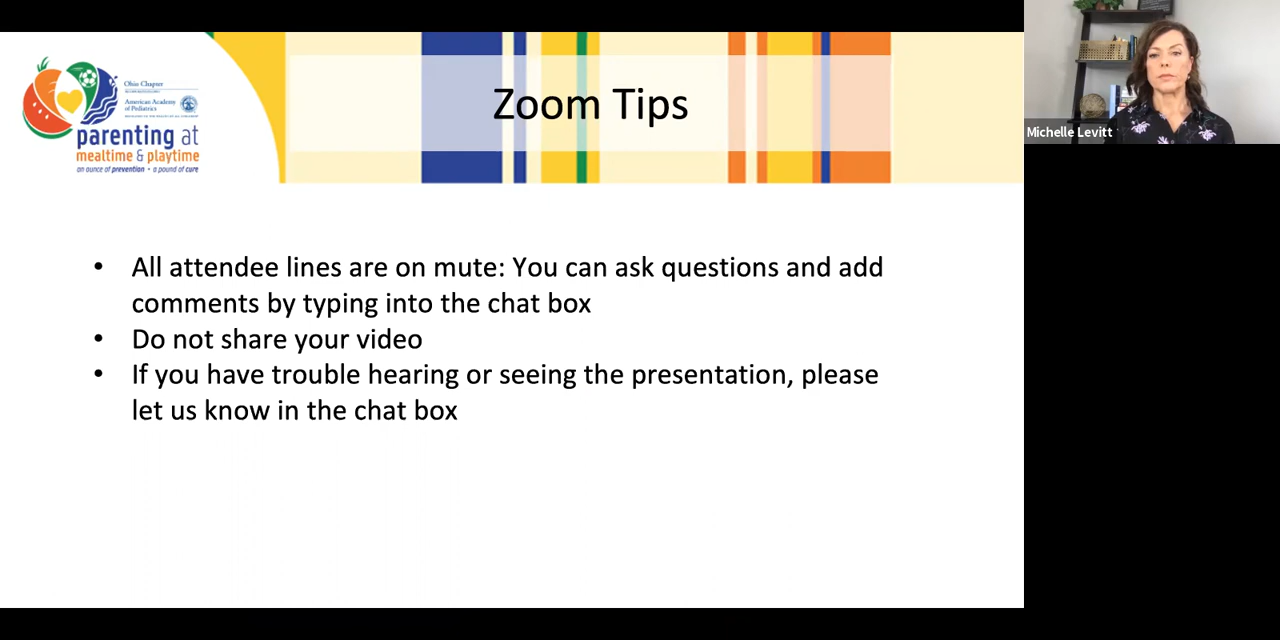 Zoom Tips
Ohio Chapter
American Academy
of Pediatrics
parenting at
mealtime & playtime
an ounce of prevention • a pound of cure
Michelle Levitt
• All attendee lines are on mute: You can ask questions and add
comments by typing into the chat box
• Do not share your video
• If you have trouble hearing or seeing the presentation, please
let us know in the chat box